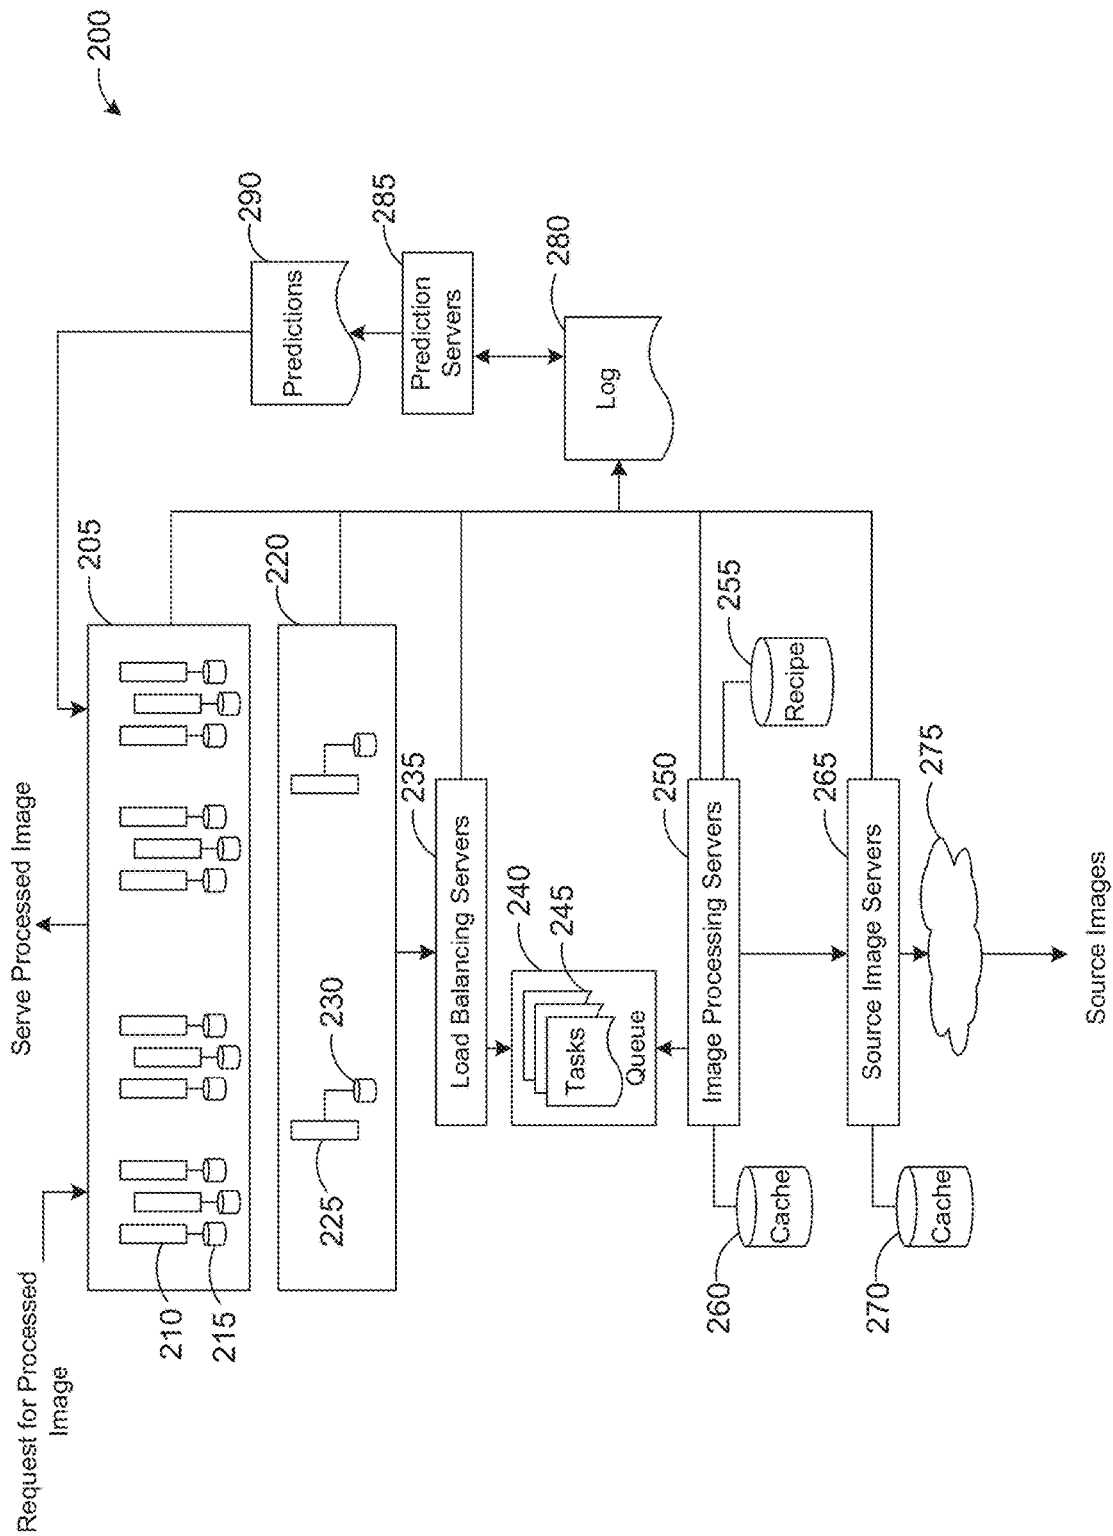 200
Request for Processed
Image
Serve Processed Image
205
210
215
220
225
230
Load Balancing Servers
235
240
245
Tasks
Queue
Image Processing Servers
250
Recipe
255
Cache
260
Source Image Servers
265
Cache
270
275
Source Images
Log
280
Prediction
Servers
285
Predictions
290